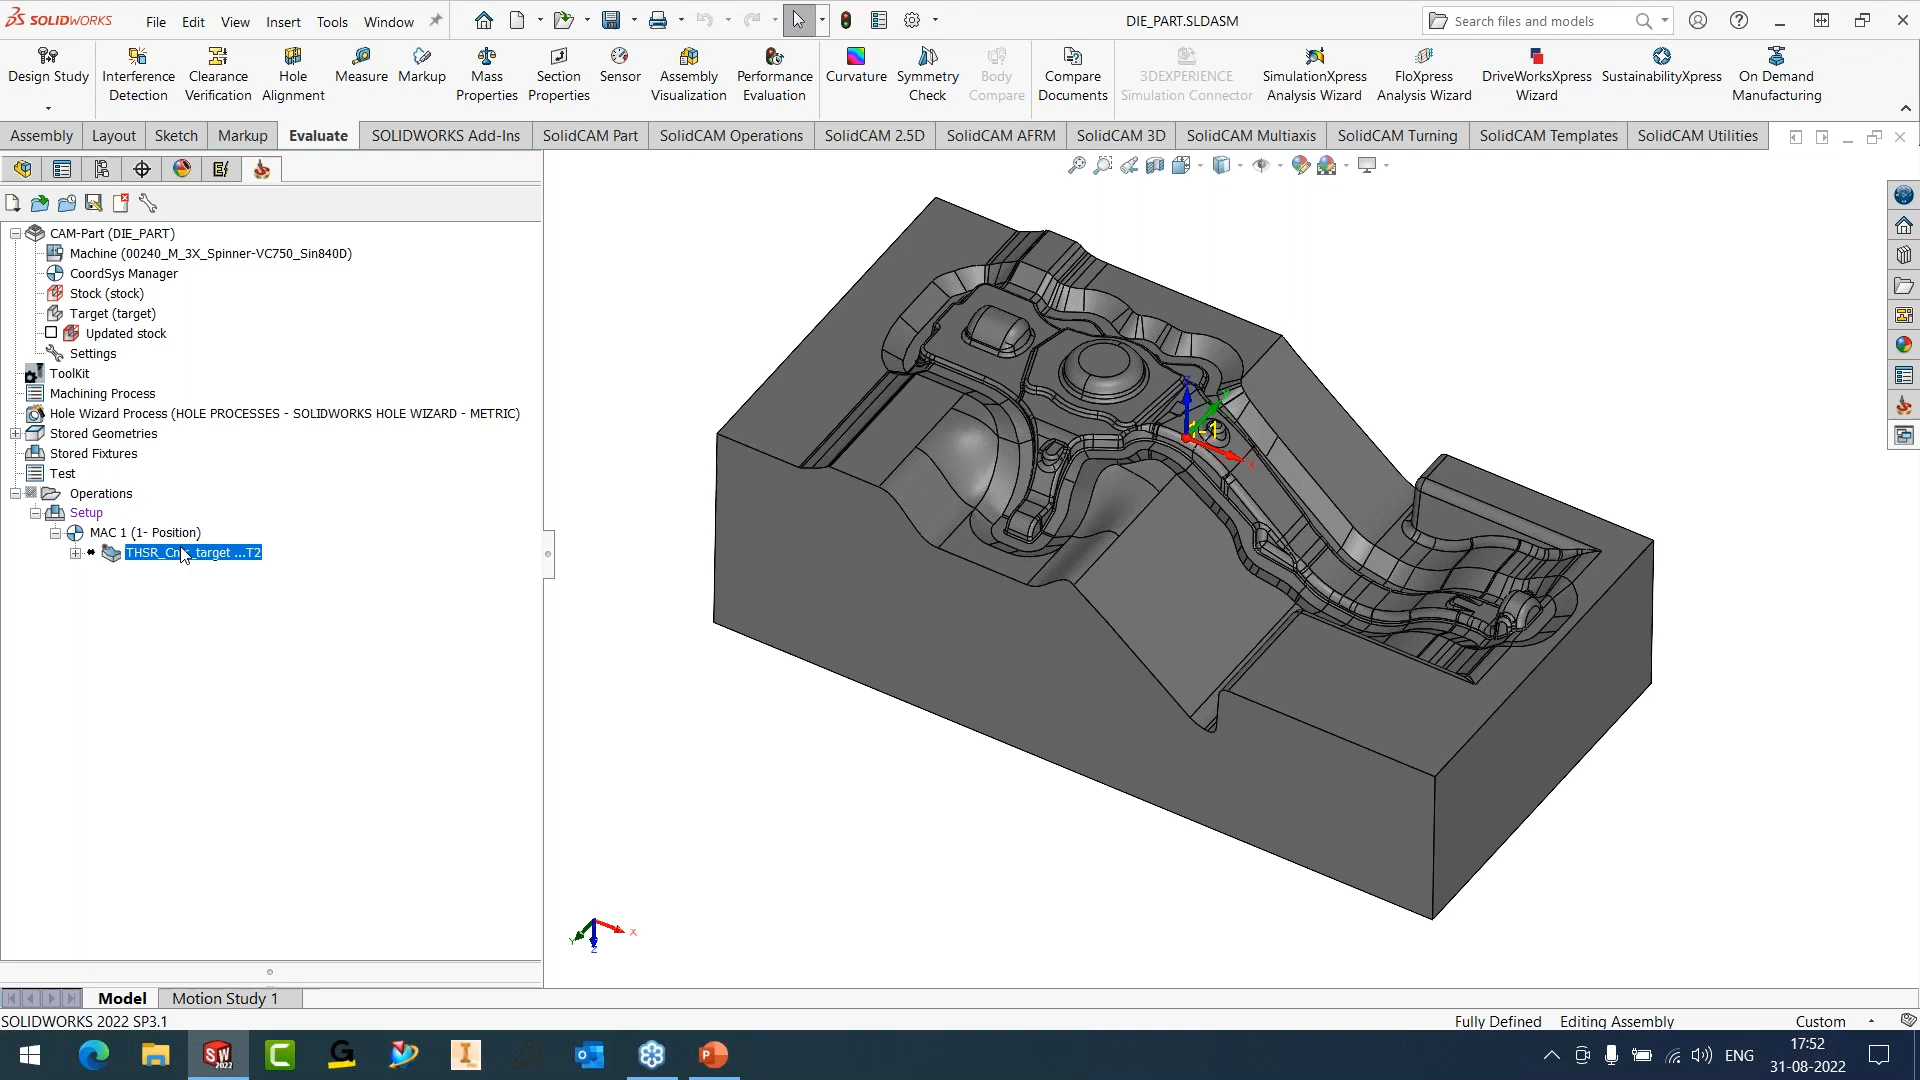 SOLIDWORKS File Edit View Insert Tools Window DIE_PART.SLDASM Search files and models
Design Study Interference Detection Clearance Verification Hole Alignment Measure Markup Mass Properties Section Properties Sensor Assembly Visualization Performance Evaluation Curvature Symmetry Check Body Compare Compare Documents 3DEXPERIENCE Simulation Connector SimulationXpress Analysis Wizard FloXpress Analysis Wizard DriveWorksXpress Wizard SustainabilityXpress On Demand Manufacturing
Assembly Layout Sketch Markup Evaluate SOLIDWORKS Add-Ins SolidCAM Part SolidCAM Operations SolidCAM 2.5D SolidCAM AFRM SolidCAM 3D SolidCAM Multiaxis SolidCAM Turning SolidCAM Templates SolidCAM Utilities
CAM-Part (DIE_PART)
Machine (00240_M_3X_Spinner-VC750_Sin840D)
CoordSys Manager
Stock (stock)
Target (target)
Updated stock
Settings
ToolKit
Machining Process
Hole Wizard Process (HOLE PROCESSES - SOLIDWORKS HOLE WIZARD - METRIC)
Stored Geometries
Stored Fixtures
Test
Operations
Setup
MAC 1 (1- Position)
_target ...T2
X
X
Y
Z
Model Motion Study 1
SOLIDWORKS 2022 SP3.1 Fully Defined Editing Assembly Custom
ENG 17:52
31-08-2022